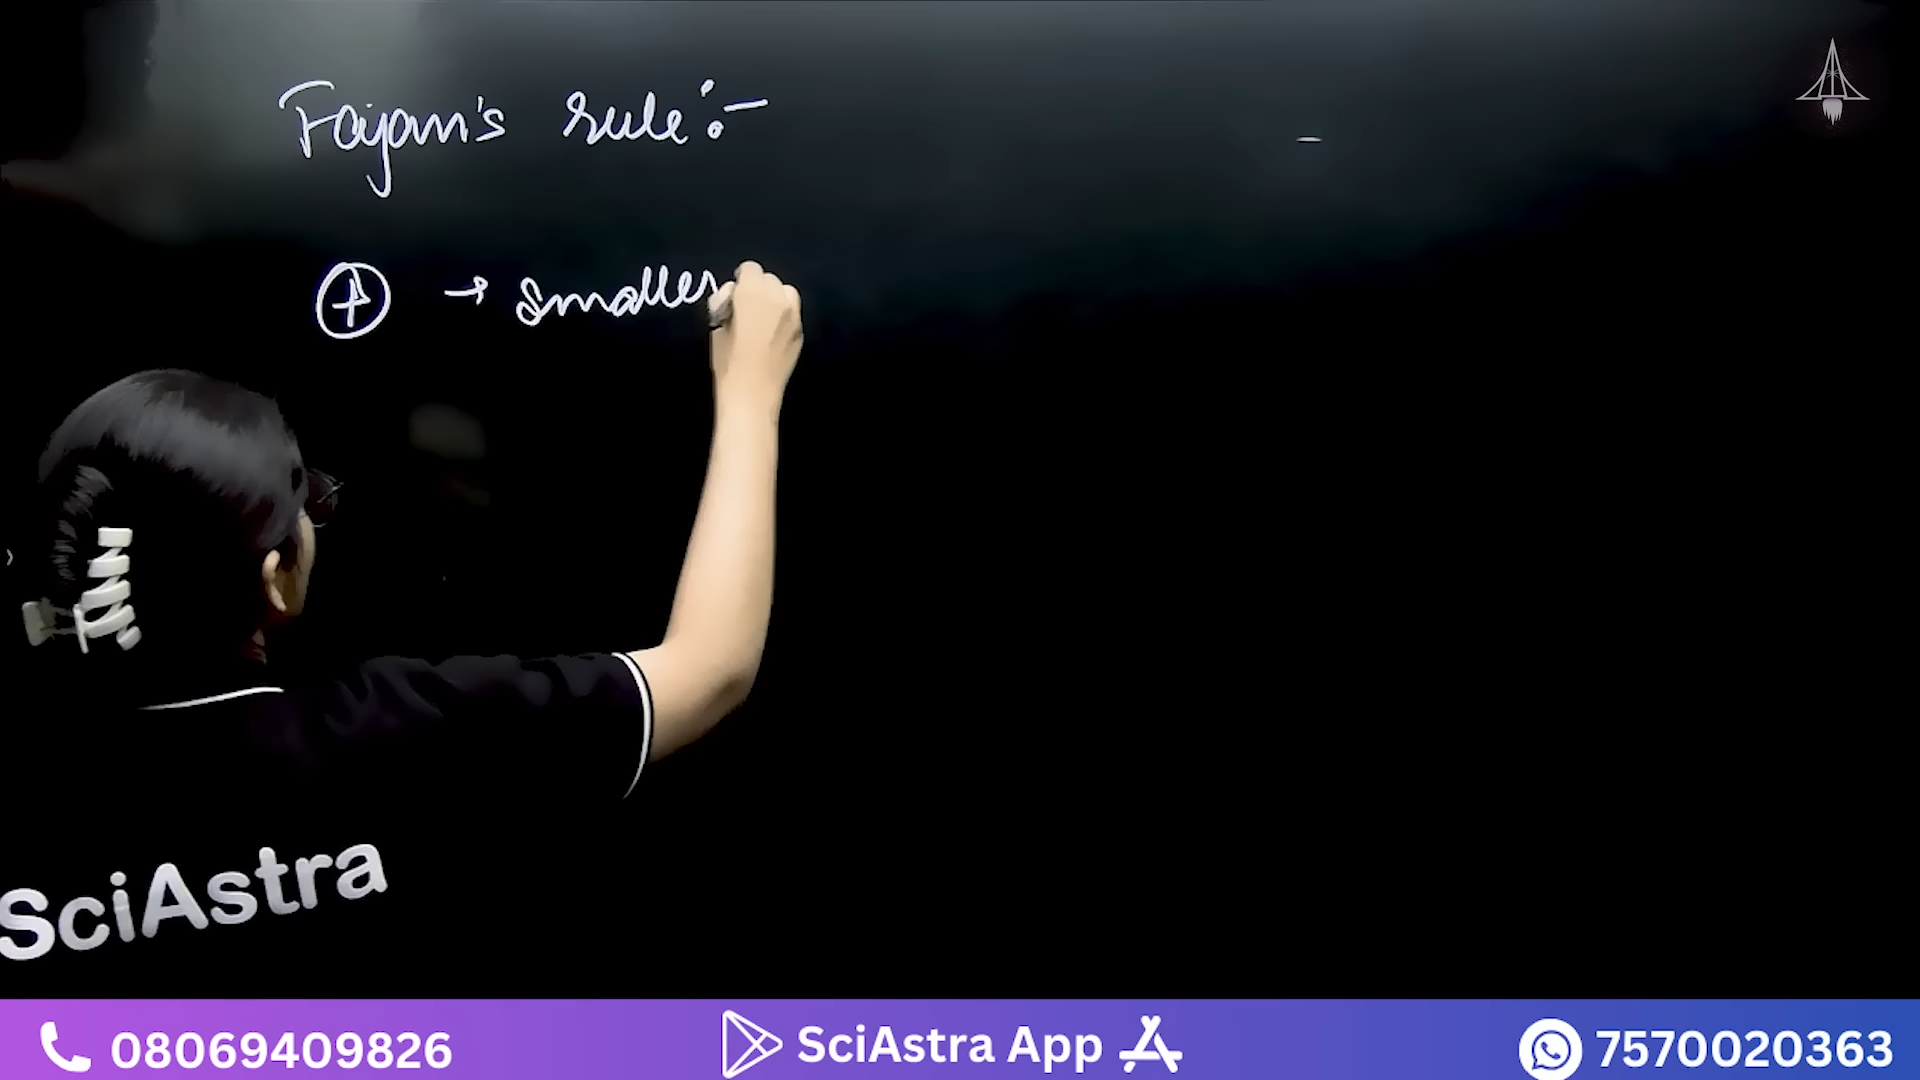 Fajan's rule :-
+ → smaller
SciAstra
08069409826 SciAstra App 7570020363